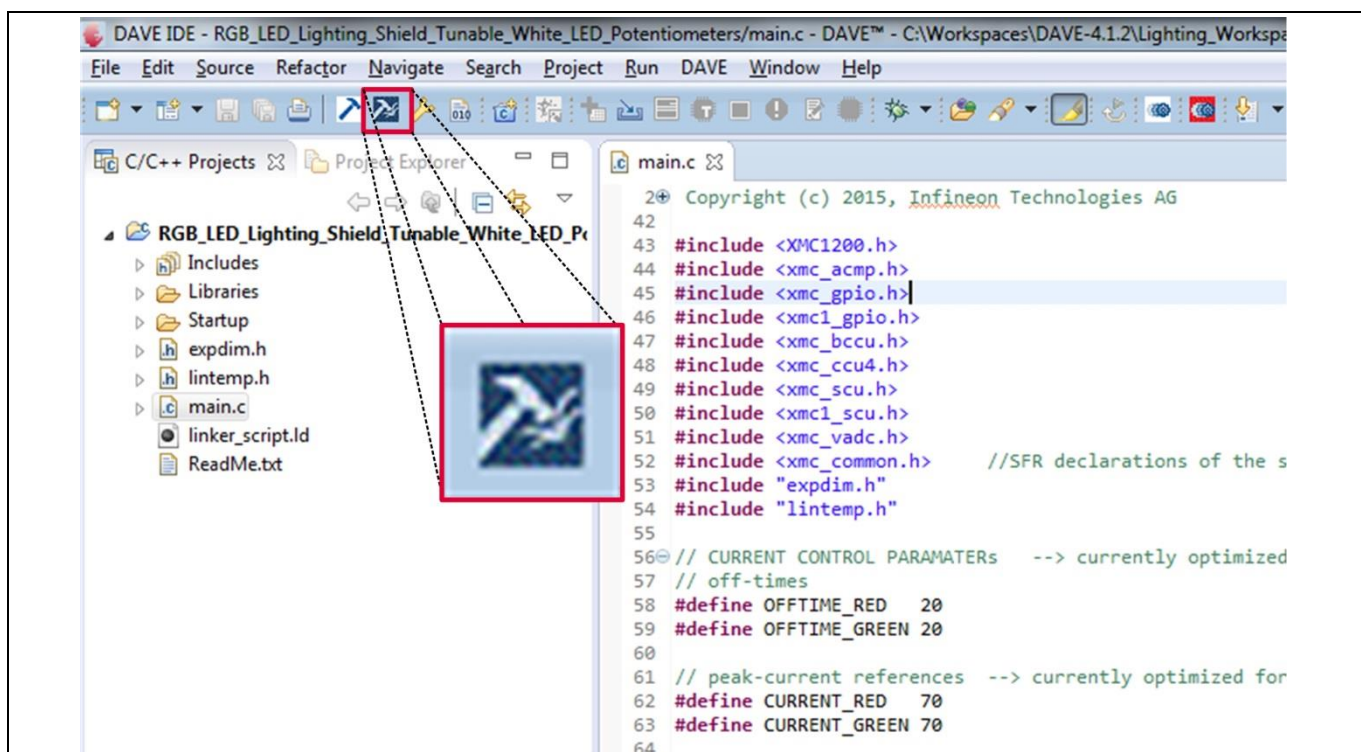 DAVE IDE - RGB_LED_Lighting_Shield_Tunable_White_LED_Potentiometers/main.c - DAVE™ - C:\Workspaces\DAVE-4.1.2\Lighting_Workspa
File Edit Source Refactor Navigate Search Project Run DAVE Window Help
C/C++ Projects Project Explorer
RGB_LED_Lighting_Shield_Tunable_White_LED_Po
Includes
Libraries
Startup
expdim.h
lintemp.h
main.c
linker_script.ld
ReadMe.txt
main.c
2 Copyright (c) 2015, Infineon Technologies AG
42
43 #include <XMC1200.h>
44 #include <xmc_acmp.h>
45 #include <xmc_gpio.h>
46 #include <xmc1_gpio.h>
47 #include <xmc_bccu.h>
48 #include <xmc_ccu4.h>
49 #include <xmc_scu.h>
50 #include <xmc1_scu.h>
51 #include <xmc_vadc.h>
52 #include <xmc_common.h> //SFR declarations of the s
53 #include "expdim.h"
54 #include "lintemp.h"
55
56 // CURRENT CONTROL PARAMATERs --> currently optimized
57 // off-times
58 #define OFFTIME_RED 20
59 #define OFFTIME_GREEN 20
60
61 // peak-current references --> currently optimized for
62 #define CURRENT_RED 70
63 #define CURRENT_GREEN 70
64